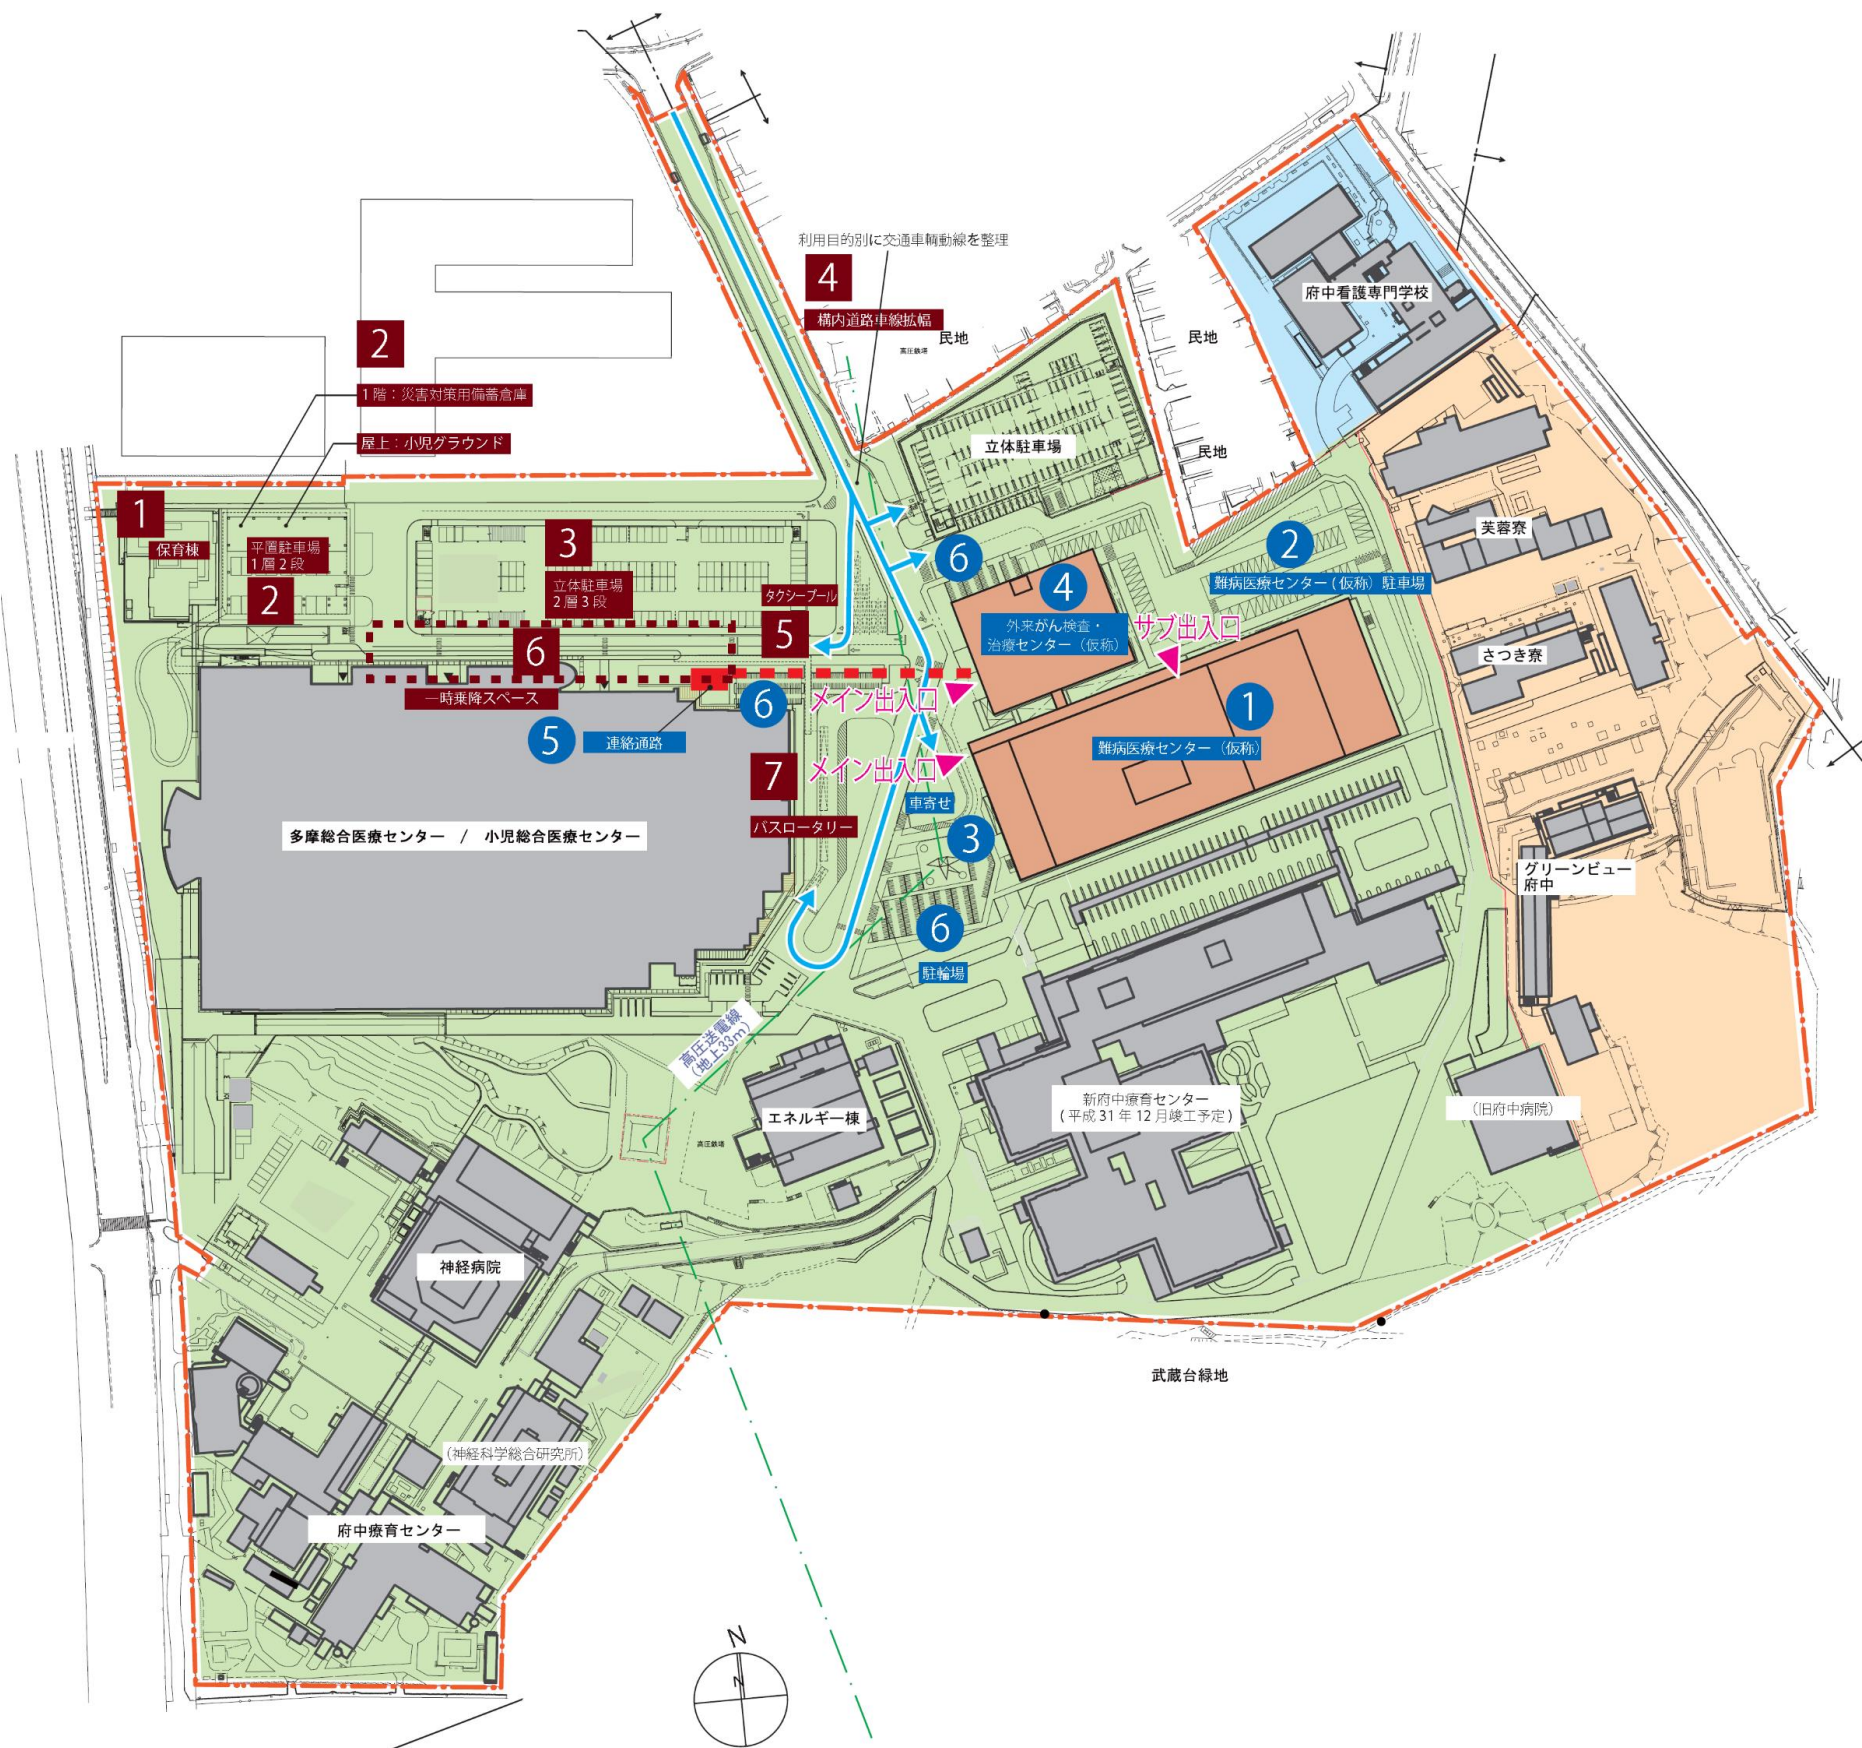 利用目的別に交通車輌動線を整理
4
構内道路車線拡幅
民地
高圧鉄塔
民地
民地
府中看護専門学校
2
1階：災害対策用備蓄倉庫
屋上：小児グラウンド
立体駐車場
1
保育棟
平置駐車場
1層2段
2
3
立体駐車場
2層3段
タクシープール
5
6
一時乗降スペース
6
4
外来がん検査・
治療センター（仮称）
2
難病医療センター(仮称）駐車場
サブ出入口
芙蓉寮
さつき寮
メイン出入口
メイン出入口
6
5
連絡通路
1
難病医療センター（仮称）
7
バスロータリー
車寄せ
3
多摩総合医療センター / 小児総合医療センター
6
駐輪場
グリーンビュー
府中
高圧送電線
（地上33m）
エネルギー棟
高圧鉄塔
新府中療育センター
(平成31年12月竣工予定)
（旧府中病院）
神経病院
武蔵台緑地
（神経科学総合研究所）
府中療育センター
N
N